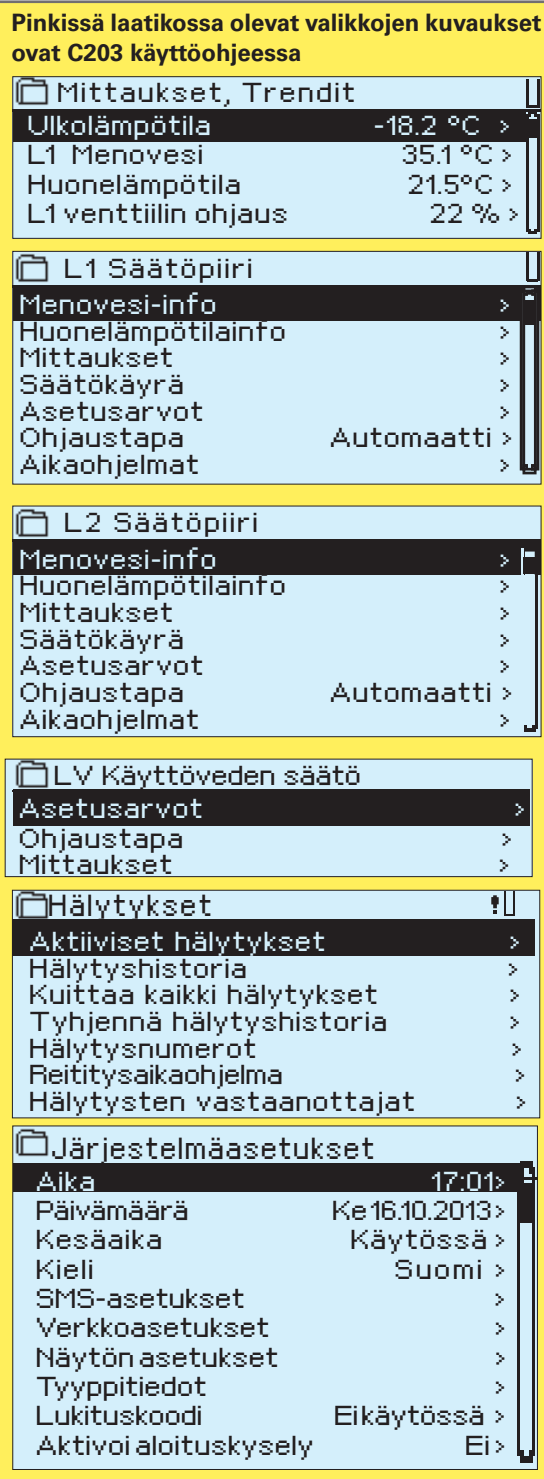 Pinkissä laatikossa olevat valikkojen kuvaukset
ovat C203 käyttöohjeessa
Mittaukset, Trendit
Ulkolämpötila -18.2 °C >
L1 Menovesi 35.1 °C >
Huonelämpötila 21.5°C >
L1 venttiilin ohjaus 22 % >
L1 Säätöpiiri
Menovesi-info >
Huonelämpötilainfo >
Mittaukset >
Säätökäyrä >
Asetusarvot >
Ohjaustapa Automaatti >
Aikaohjelmat >
L2 Säätöpiiri
Menovesi-info >
Huonelämpötilainfo >
Mittaukset >
Säätökäyrä >
Asetusarvot >
Ohjaustapa Automaatti >
Aikaohjelmat >
LV Käyttöveden säätö
Asetusarvot >
Ohjaustapa >
Mittaukset >
Hälytykset !
Aktiiviset hälytykset >
Hälytyshistoria >
Kuittaa kaikki hälytykset >
Tyhjennä hälytyshistoria >
Hälytysnumerot >
Reititysaikaohjelma >
Hälytysten vastaanottajat >
Järjestelmäasetukset
Aika 17:01>
Päivämäärä Ke16.10.2013>
Kesäaika Käytössä >
Kieli Suomi >
SMS-asetukset >
Verkkoasetukset >
Näytön asetukset >
Tyyppitiedot >
Lukituskoodi Eikäytössä >
Aktivoi aloituskysely Ei>